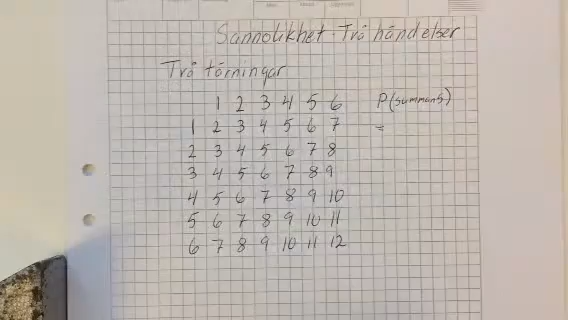 Sannolikhet - Två händelser
Två tärningar
1 2 3 4 5 6 P(summan 5)
1 2 3 4 5 6 7 =
2 3 4 5 6 7 8
3 4 5 6 7 8 9
4 5 6 7 8 9 10
5 6 7 8 9 10 11
6 7 8 9 10 11 12